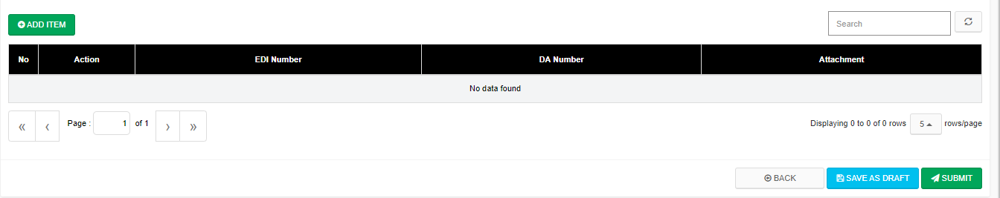 ADD ITEM
Search
No Action EDI Number DA Number Attachment
No data found
« ‹ Page : 1 of 1 › » Displaying 0 to 0 of 0 rows 5 rows/page
BACK SAVE AS DRAFT SUBMIT